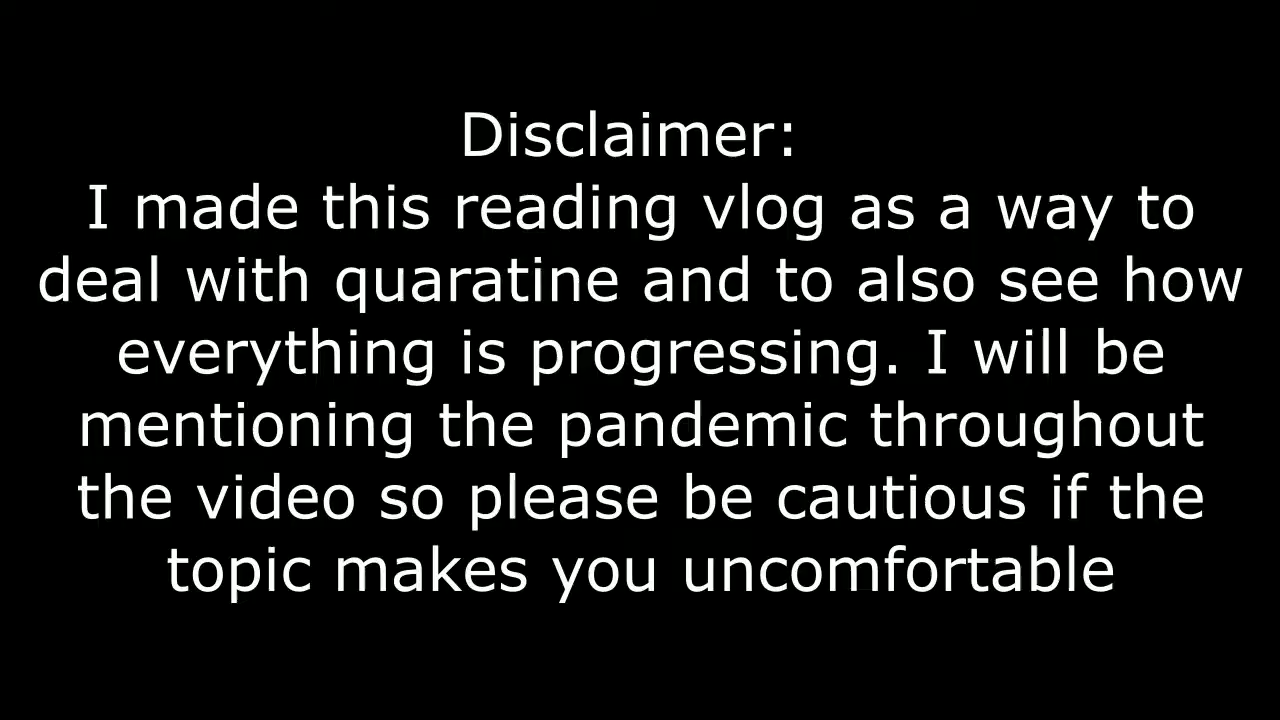 Disclaimer:
I made this reading vlog as a way to
deal with quaratine and to also see how
everything is progressing. I will be
mentioning the pandemic throughout
the video so please be cautious if the
topic makes you uncomfortable